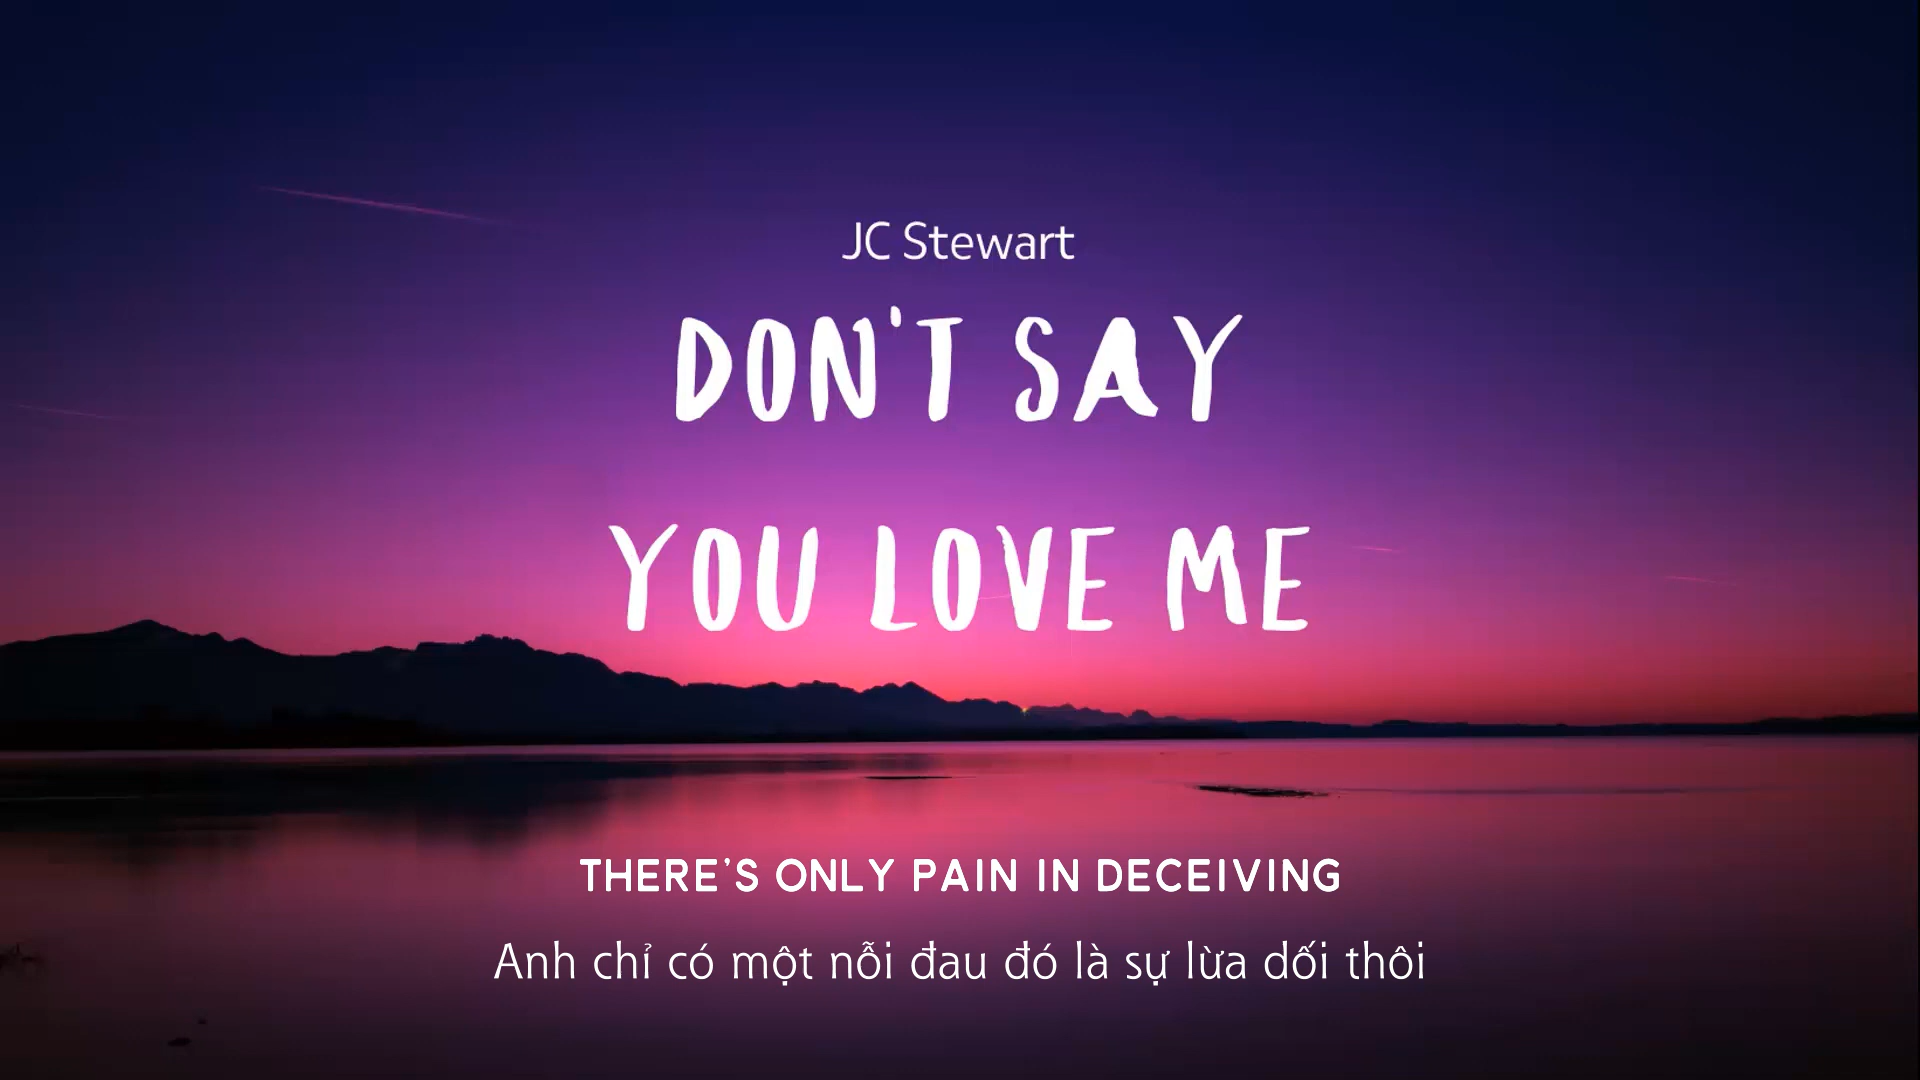 JC Stewart
DON'T SAY
YOU LOVE ME
THERE'S ONLY PAIN IN DECEIVING
Anh chỉ có một nỗi đau đó là sự lừa dối thôi